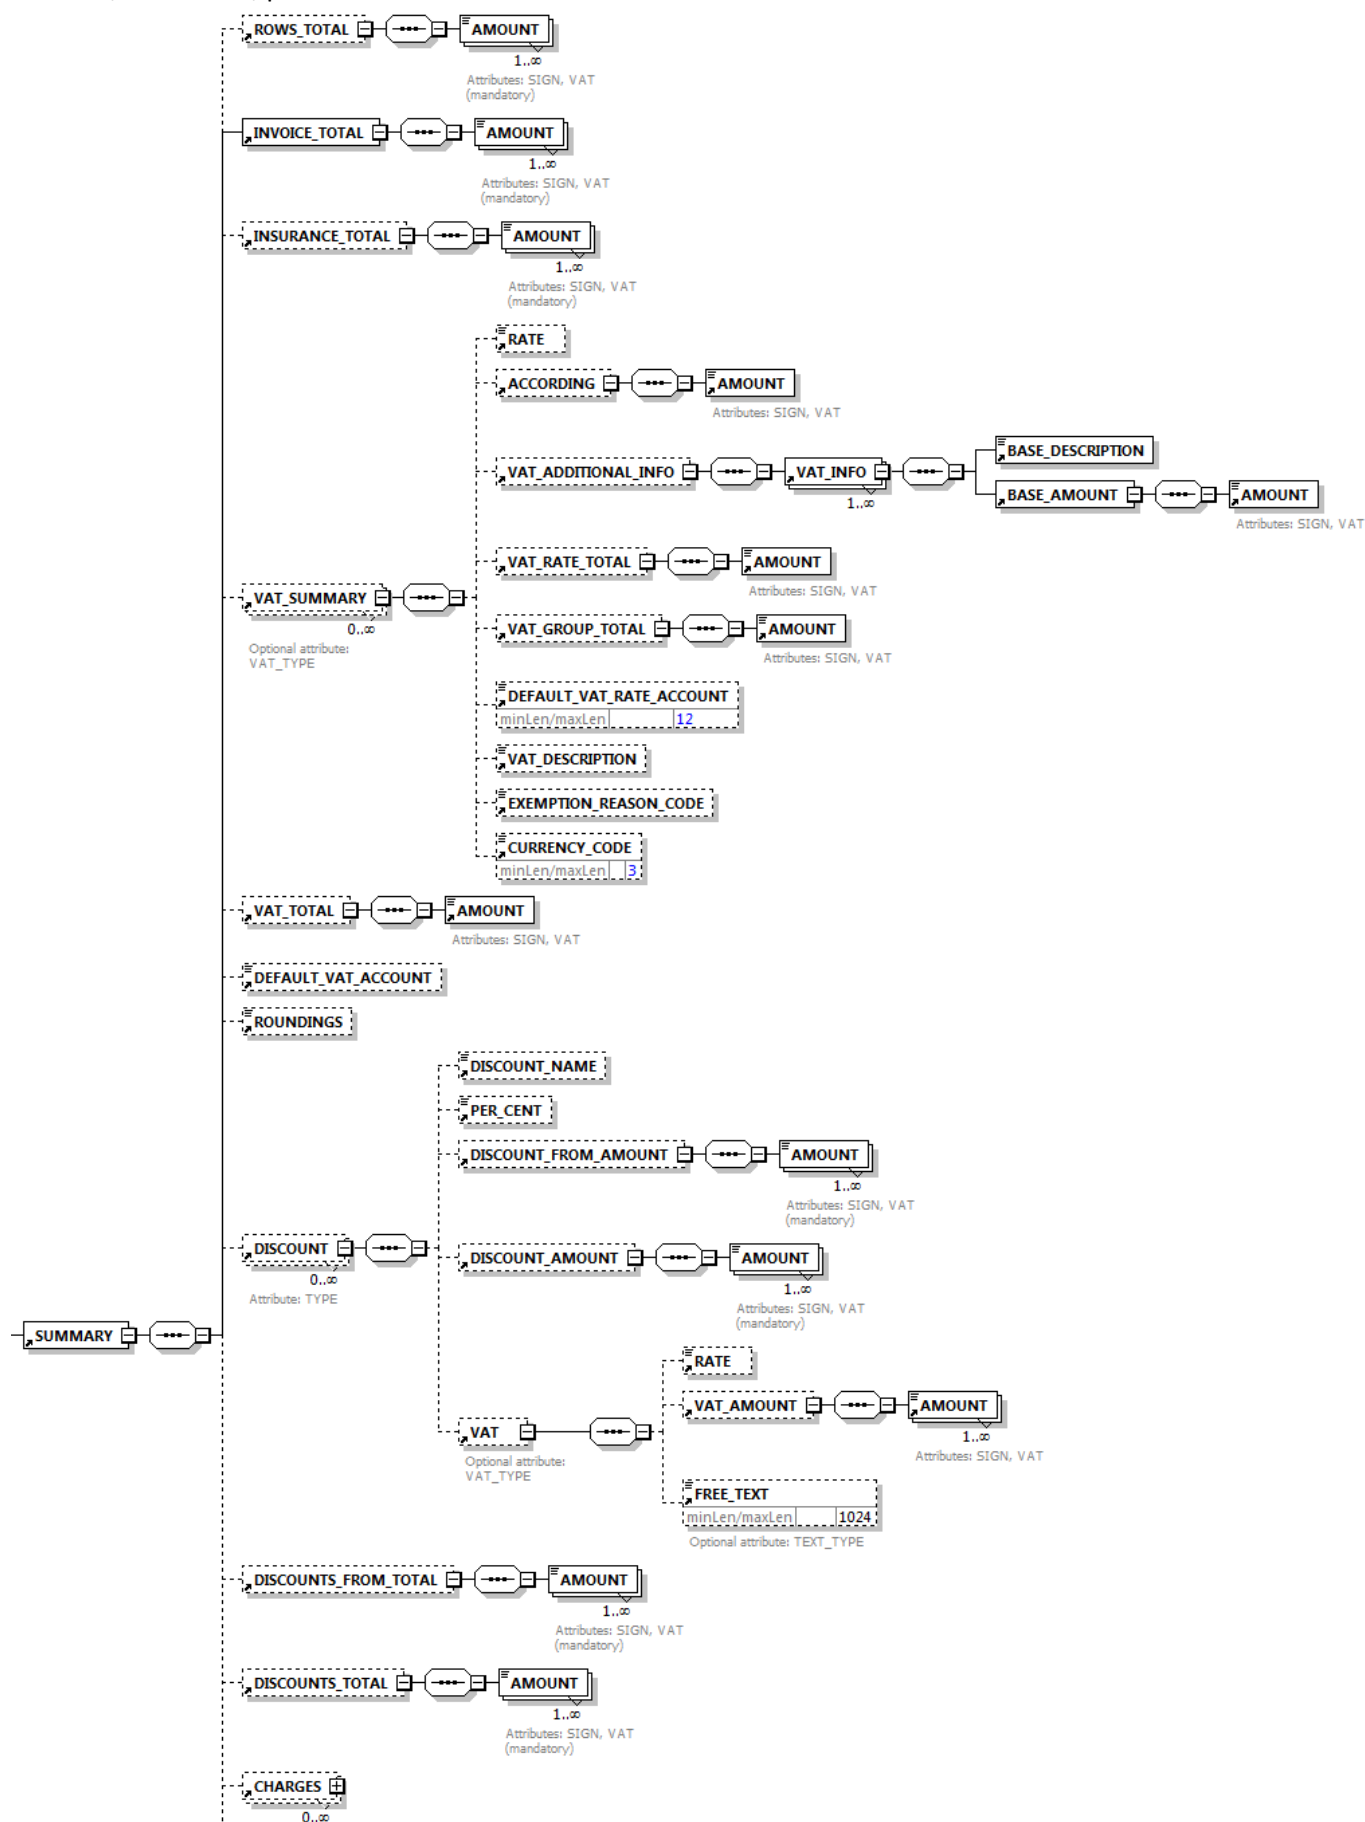 ROWS_TOTAL
AMOUNT
1..∞
Attributes: SIGN, VAT
(mandatory)
INVOICE_TOTAL
AMOUNT
1..∞
Attributes: SIGN, VAT
(mandatory)
INSURANCE_TOTAL
AMOUNT
1..∞
Attributes: SIGN, VAT
(mandatory)
RATE
ACCORDING
AMOUNT
Attributes: SIGN, VAT
VAT_ADDITIONAL_INFO
VAT_INFO
1..∞
BASE_DESCRIPTION
BASE_AMOUNT
AMOUNT
Attributes: SIGN, VAT
VAT_RATE_TOTAL
AMOUNT
Attributes: SIGN, VAT
VAT_SUMMARY
0..∞
Optional attribute:
VAT_TYPE
VAT_GROUP_TOTAL
AMOUNT
Attributes: SIGN, VAT
DEFAULT_VAT_RATE_ACCOUNT
minLen/maxLen 12
VAT_DESCRIPTION
EXEMPTION_REASON_CODE
CURRENCY_CODE
minLen/maxLen 3
VAT_TOTAL
AMOUNT
Attributes: SIGN, VAT
DEFAULT_VAT_ACCOUNT
ROUNDINGS
DISCOUNT_NAME
PER_CENT
DISCOUNT_FROM_AMOUNT
AMOUNT
1..∞
Attributes: SIGN, VAT
(mandatory)
DISCOUNT
0..∞
Attribute: TYPE
DISCOUNT_AMOUNT
AMOUNT
1..∞
Attributes: SIGN, VAT
(mandatory)
SUMMARY
RATE
VAT_AMOUNT
AMOUNT
1..∞
Attributes: SIGN, VAT
VAT
Optional attribute:
VAT_TYPE
FREE_TEXT
minLen/maxLen 1024
Optional attribute: TEXT_TYPE
DISCOUNTS_FROM_TOTAL
AMOUNT
1..∞
Attributes: SIGN, VAT
(mandatory)
DISCOUNTS_TOTAL
AMOUNT
1..∞
Attributes: SIGN, VAT
(mandatory)
CHARGES
0..∞